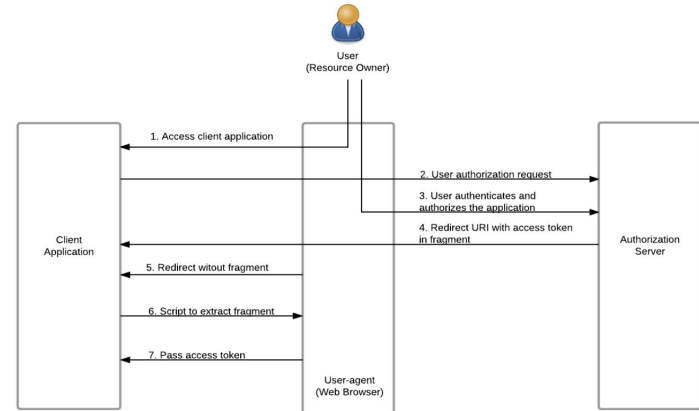 User
(Resource Owner)
1. Access client application
2. User authorization request
3. User authenticates and
authorizes the application
4. Redirect URI with access token
in fragment
Client
Application
Authorization
Server
5. Redirect witout fragment
6. Script to extract fragment
7. Pass access token
User-agent
(Web Browser)